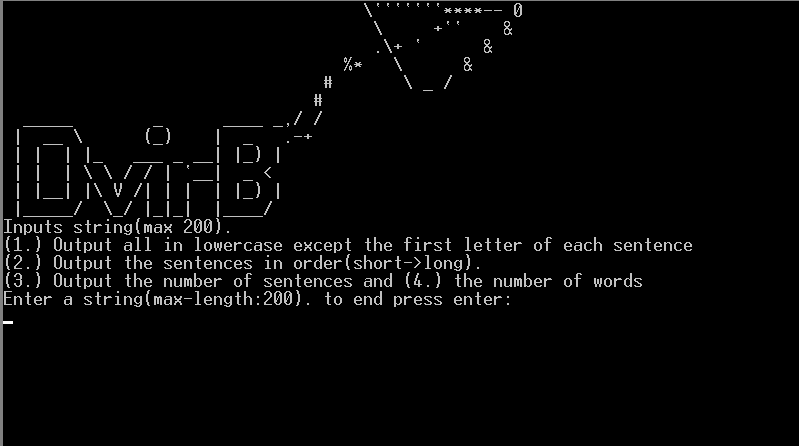 DvirB
Inputs string(max 200).
(1.) Output all in lowercase except the first letter of each sentence
(2.) Output the sentences in order(short->long).
(3.) Output the number of sentences and (4.) the number of words
Enter a string(max-length:200). to end press enter: